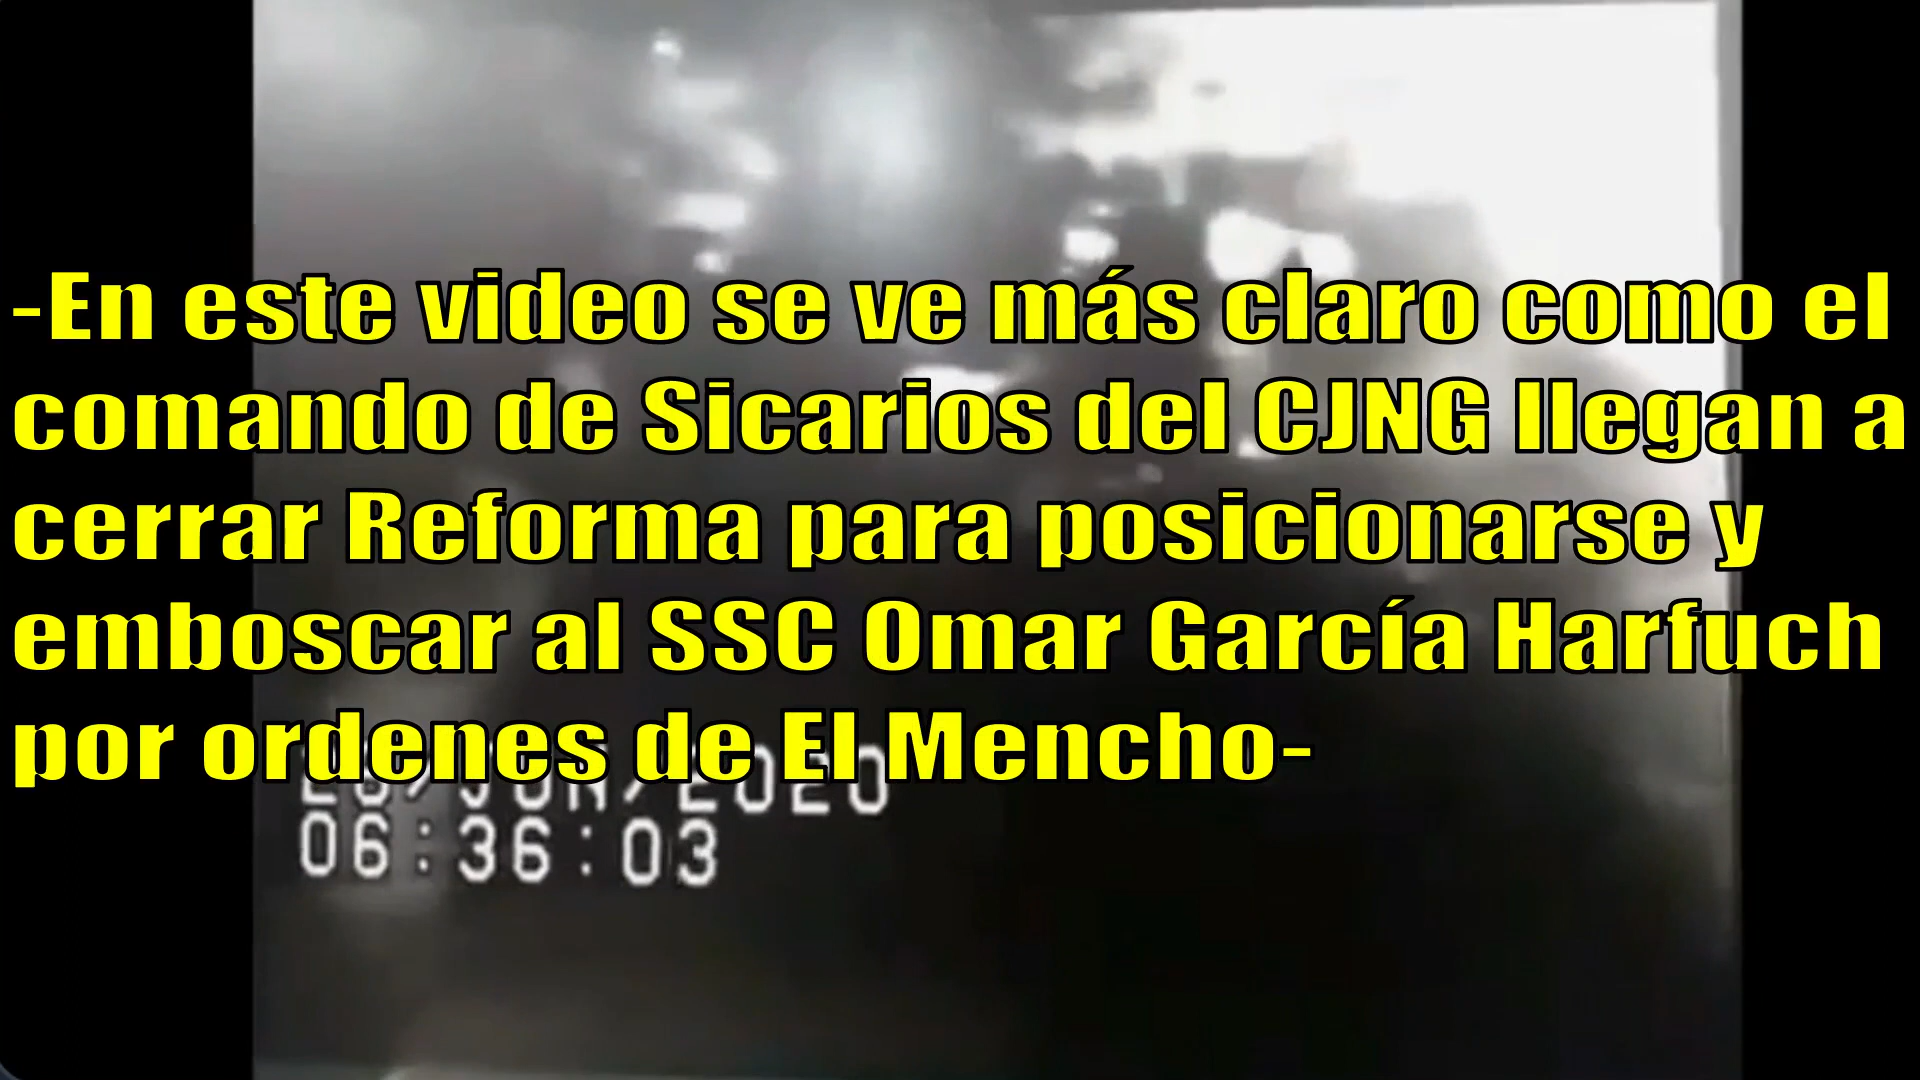 -En este video se ve más claro como el
comando de Sicarios del CJNG llegan a
cerrar Reforma para posicionarse y
emboscar al SSC Omar García Harfuch
por ordenes de El Mencho-
06:36:03